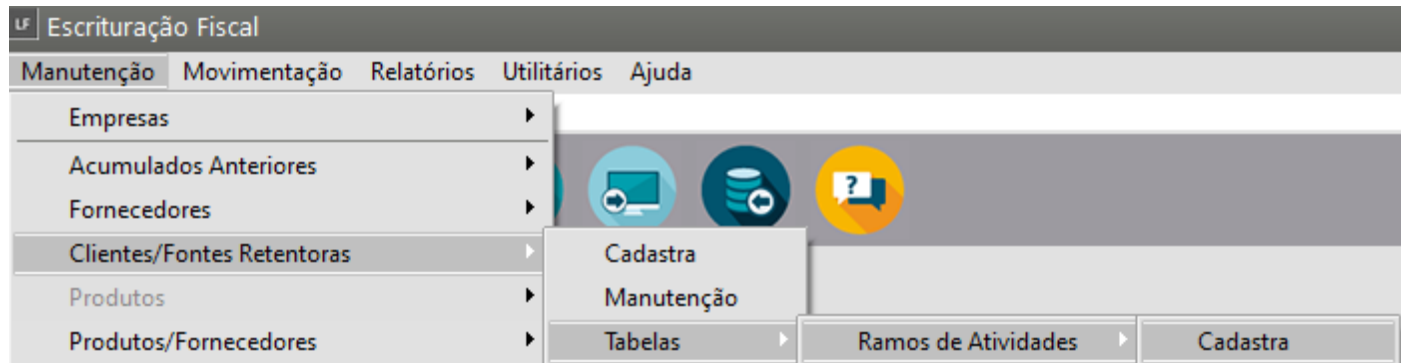 LF Escrituração Fiscal
Manutenção Movimentação Relatórios Utilitários Ajuda
Empresas
Acumulados Anteriores
Fornecedores
Clientes/Fontes Retentoras Cadastra
Produtos Manutenção
Produtos/Fornecedores Tabelas Ramos de Atividades Cadastra
?